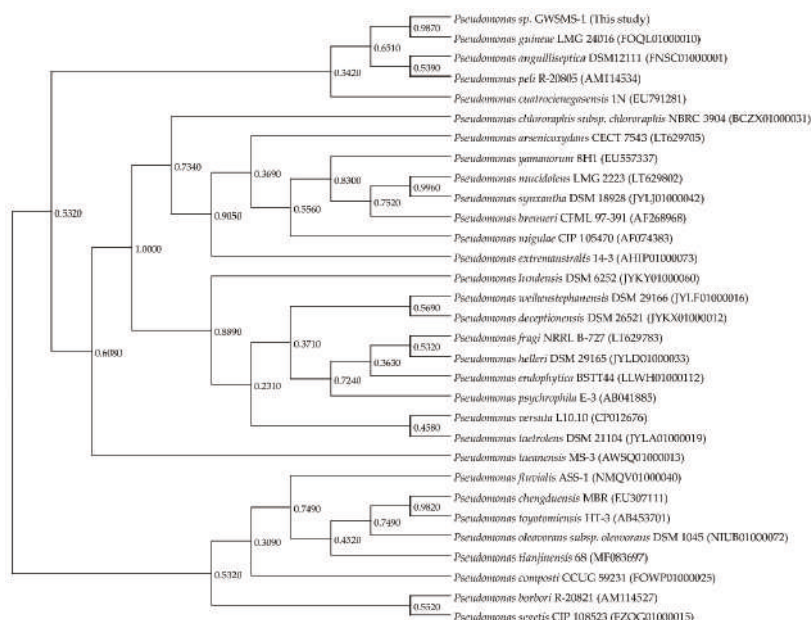 Pseudomonas sp. GWSMS-1 (This study)
0.9870
Pseudomonas guineae LMG 24016 (FOQL01000010)
0.6510
Pseudomonas anguilliseptica DSM12111 (FNSC01000001)
0.5390
Pseudomonas peli R-20805 (AM114534)
0.3420
Pseudomonas cuatrocienegasensis 1N (EU791281)
Pseudomonas chlororaphis subsp. chlororaphis NBRC 3904 (BCZX01000031)
Pseudomonas arsenicoxydans CECT 7543 (LT629705)
0.7340
Pseudomonas yamanorum 8H1 (EU557337)
0.3690
0.8300
Pseudomonas mucidolens LMG 2223 (LT629802)
0.9960
Pseudomonas synxantha DSM 18928 (JYLJ01000042)
0.7520
0.5560
0.9050
Pseudomonas brenneri CFML 97-391 (AF268968)
0.5320
Pseudomonas migulae CIP 105470 (AF074383)
1.0000
Pseudomonas extremaustralis 14-3 (AHIP01000073)
Pseudomonas lundensis DSM 6252 (JYKY01000060)
Pseudomonas weihenstephanensis DSM 29166 (JYLF01000016)
0.5690
Pseudomonas deceptionensis DSM 26521 (JYKX01000012)
0.8890
0.3710
Pseudomonas fragi NRRL B-727 (LT629783)
0.5320
0.6080
Pseudomonas helleri DSM 29165 (JYLD01000033)
0.3630
0.7240
0.2310
Pseudomonas endophytica BSTT44 (LLWH01000112)
Pseudomonas psychrophila E-3 (AB041885)
Pseudomonas versuta L10.10 (CP012676)
0.4580
Pseudomonas taetrolens DSM 21104 (JYLA01000019)
Pseudomonas taeanensis MS-3 (AWSQ01000013)
Pseudomonas fluvialis ASS-1 (NMQV01000040)
Pseudomonas chengduensis MBR (EU307111)
0.7490
0.9820
Pseudomonas toyotomiensis HT-3 (AB453701)
0.7490
0.4320
Pseudomonas oleovorans subsp. oleovorans DSM 1045 (NIUB01000072)
0.3090
Pseudomonas tianjinensis 68 (MF083697)
0.5320
Pseudomonas composti CCUG 59231 (FOWP01000025)
Pseudomonas borbori R-20821 (AM114527)
0.5520
Pseudomonas segetis CIP 108523 (FZOG01000015)